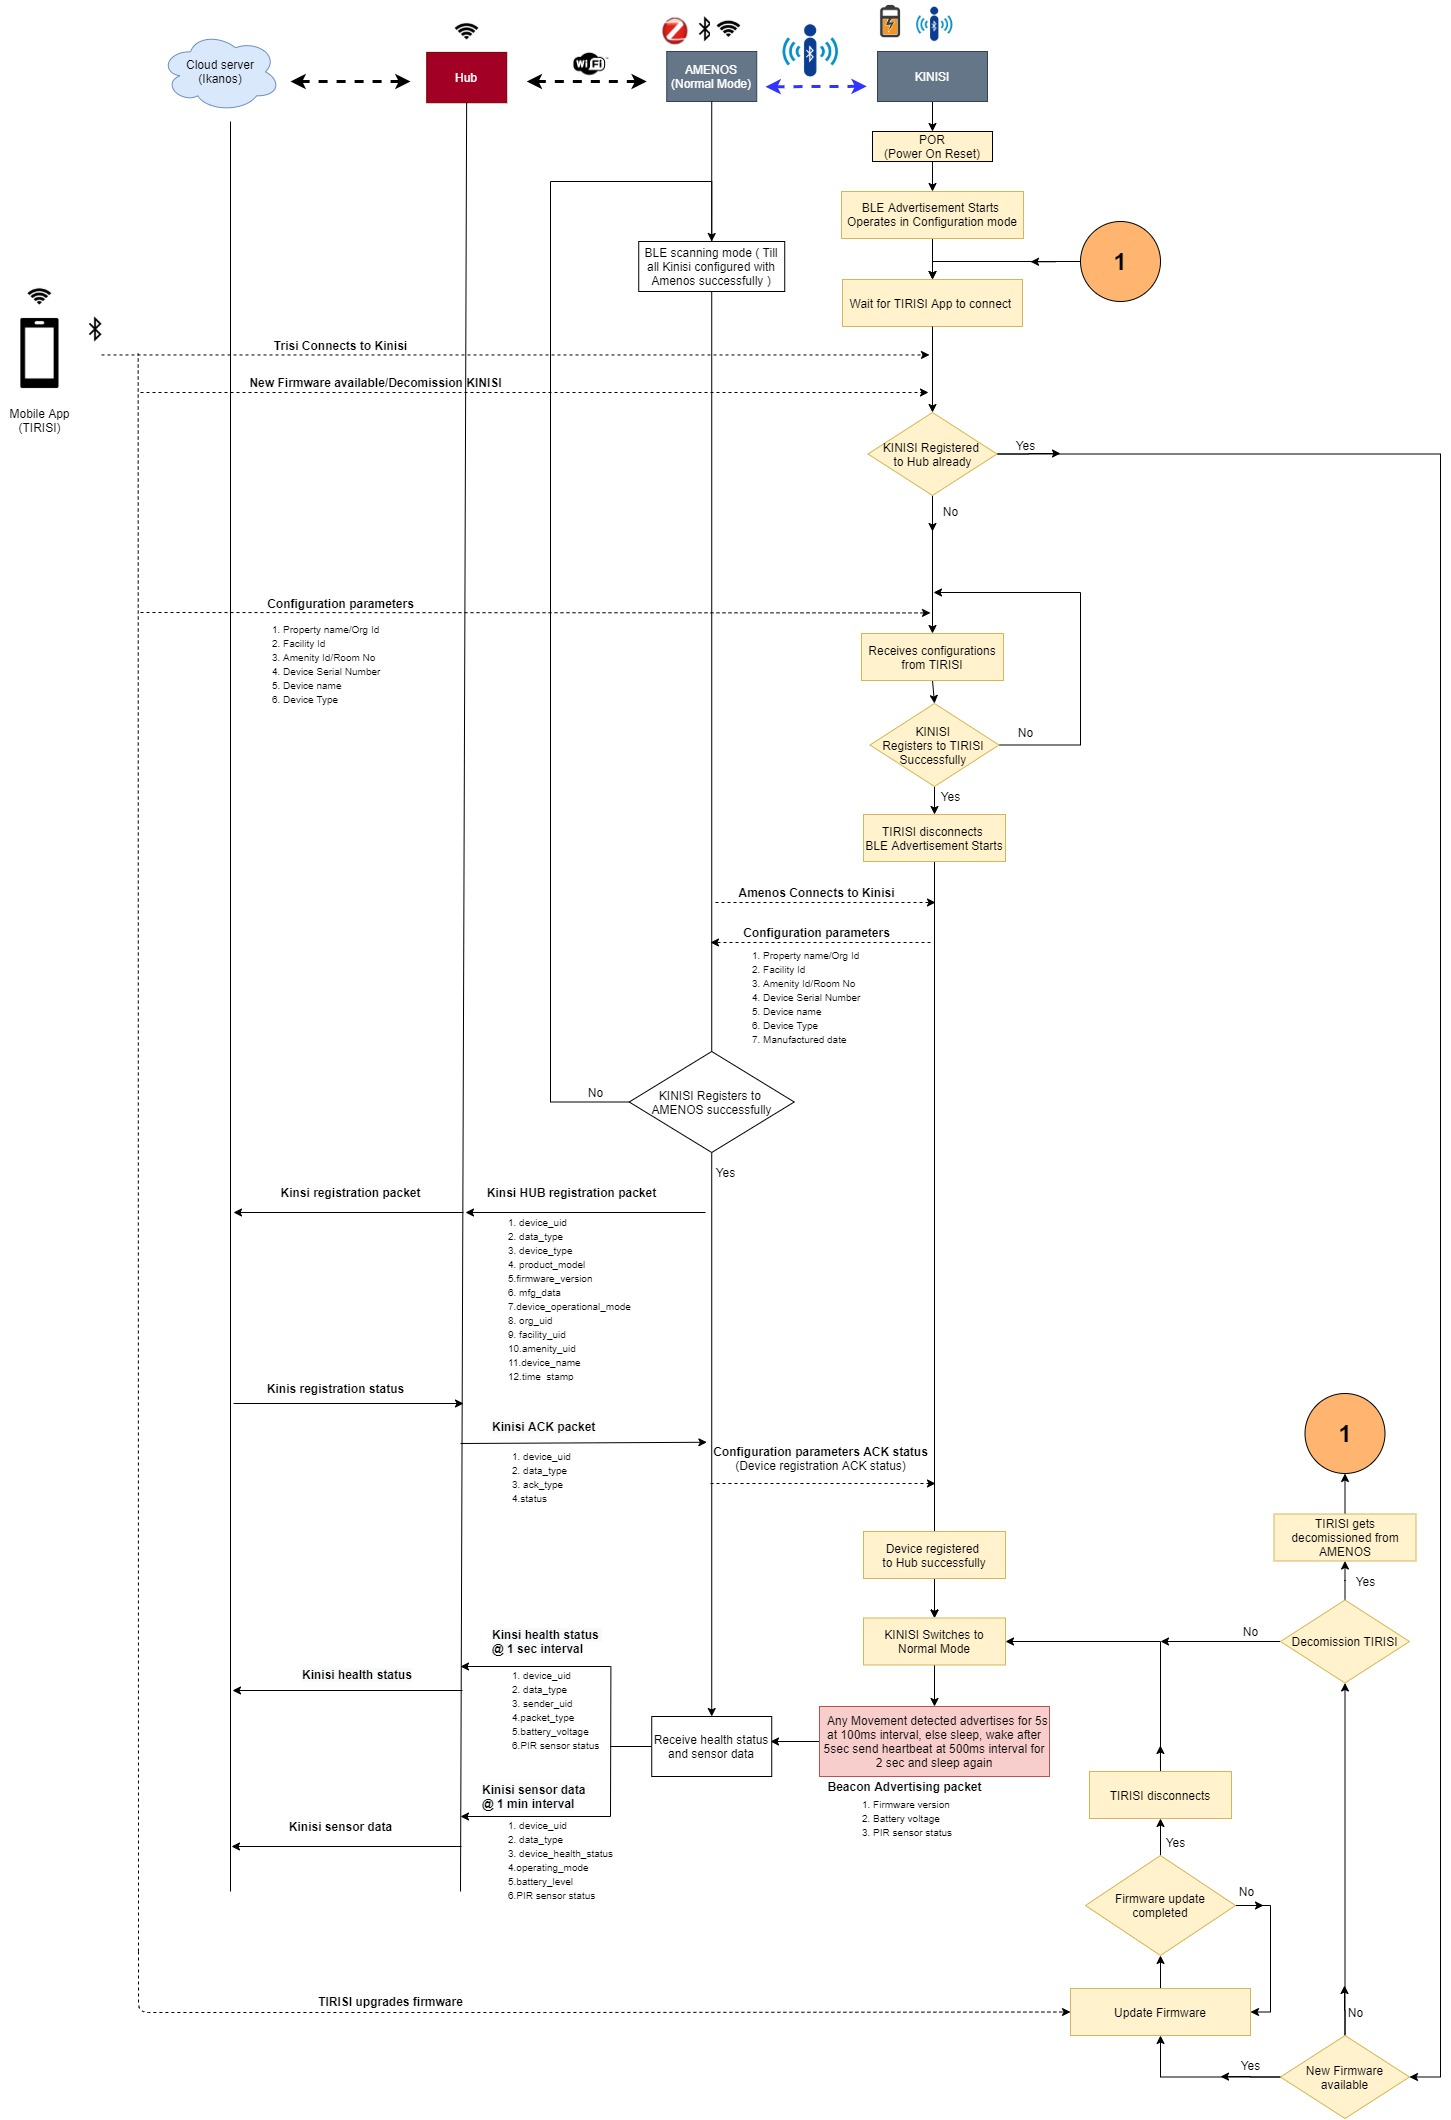 Cloud server
(Ikanos)
Hub
WiFi
Z
AMENOS
(Normal Mode)
KINISI
POR
(Power On Reset)
BLE Advertisement Starts
Operates in Configuration mode
1
BLE scanning mode ( Till
all Kinisi configured with
Amenos successfully )
Wait for TIRISI App to connect
Mobile App
(TIRISI)
Trisi Connects to Kinisi
New Firmware available/Decomission KINISI
KINISI Registered
to Hub already
Yes
No
Configuration parameters
1. Property name/Org Id
2. Facility Id
3. Amenity Id/Room No
4. Device Serial Number
5. Device name
6. Device Type
Receives configurations
from TIRISI
KINISI
Registers to TIRISI
Successfully
No
Yes
TIRISI disconnects
BLE Advertisement Starts
Amenos Connects to Kinisi
Configuration parameters
1. Property name/Org Id
2. Facility Id
3. Amenity Id/Room No
4. Device Serial Number
5. Device name
6. Device Type
7. Manufactured date
KINISI Registers to
AMENOS successfully
No
Yes
Kinsi registration packet
Kinsi HUB registration packet
1. device_uid
2. data_type
3. device_type
4. product_model
5.firmware_version
6. mfg_data
7.device_operational_mode
8. org_uid
9. facility_uid
10.amenity_uid
11.device_name
12.time_stamp
Kinis registration status
Kinisi ACK packet
1. device_uid
2. data_type
3. ack_type
4.status
Configuration parameters ACK status
(Device registration ACK status)
Device registered
to Hub successfully
KINISI Switches to
Normal Mode
1
TIRISI gets
decomissioned from
AMENOS
Yes
Decomission TIRISI
No
Kinsi health status
@ 1 sec interval
Kinisi health status
1. device_uid
2. data_type
3. sender_uid
4.packet_type
5.battery_voltage
6.PIR sensor status
Receive health status
and sensor data
Any Movement detected advertises for 5s
at 100ms interval, else sleep, wake after
5sec send heartbeat at 500ms interval for
2 sec and sleep again
Beacon Advertising packet
1. Firmware version
2. Battery voltage
3. PIR sensor status
Kinisi sensor data
@ 1 min interval
Kinisi sensor data
1. device_uid
2. data_type
3. device_health_status
4.operating_mode
5.battery_level
6.PIR sensor status
TIRISI disconnects
Yes
Firmware update
completed
No
TIRISI upgrades firmware
Update Firmware
No
Yes
New Firmware
available